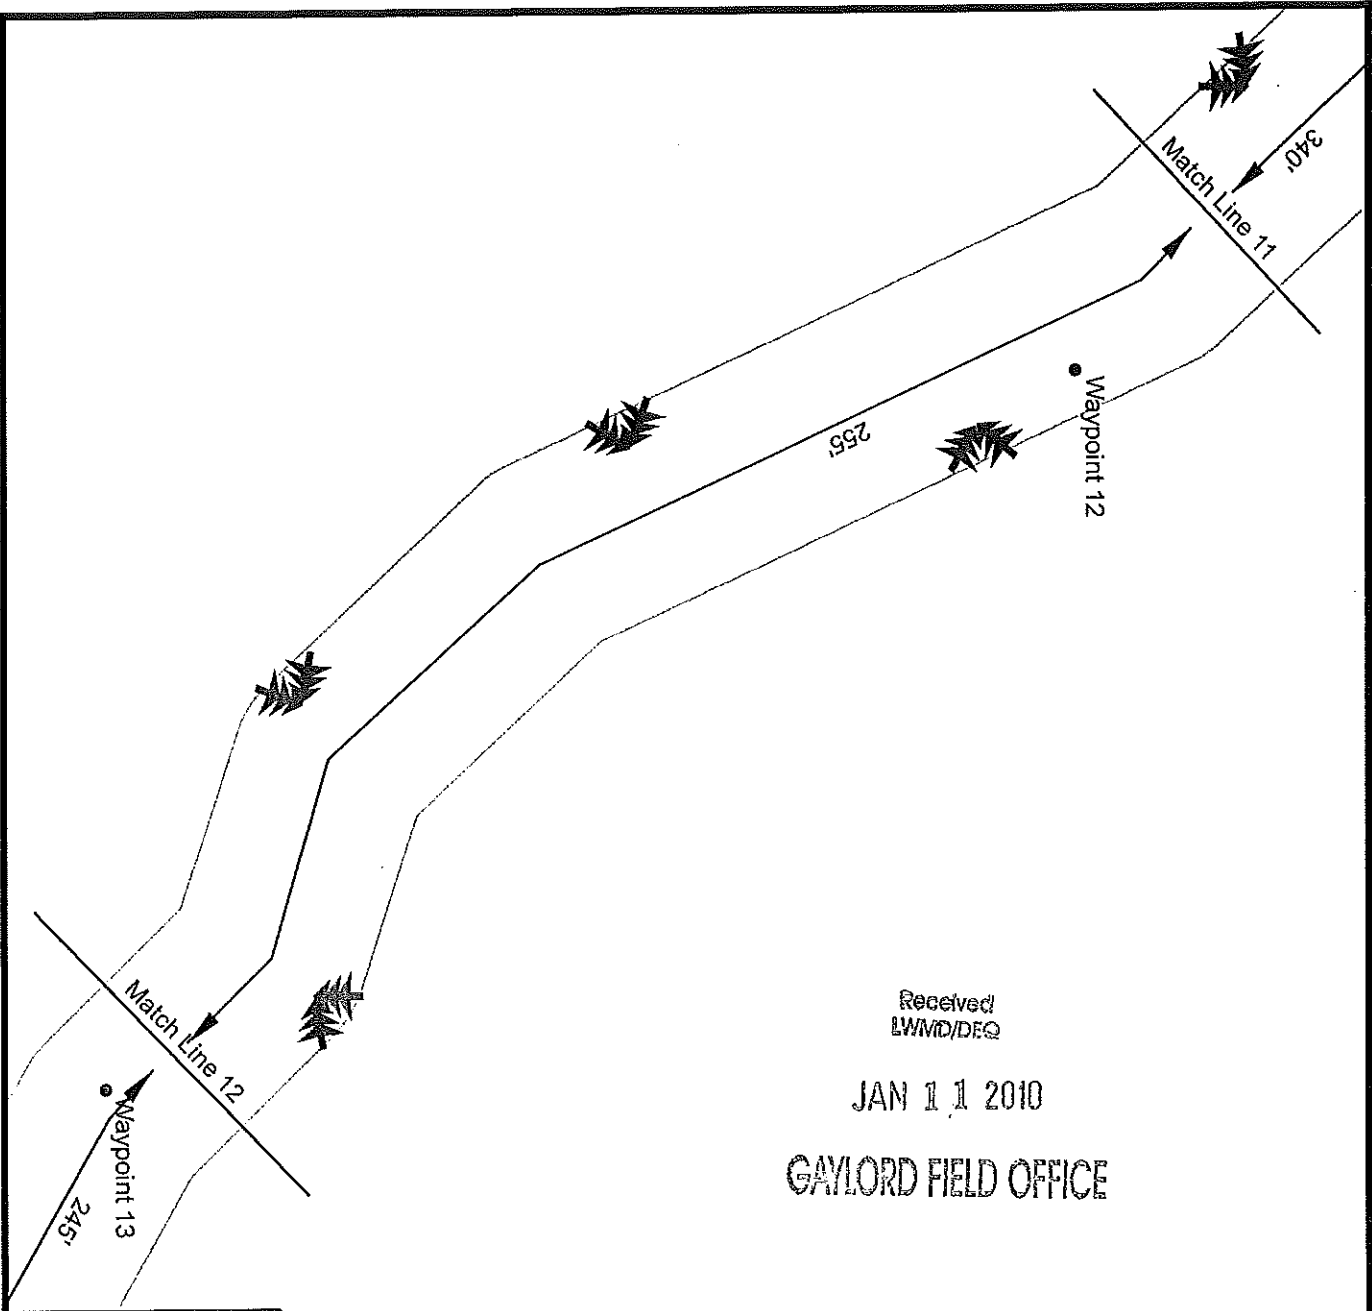 340'
Match Line 11
Waypoint 12
255'
Match Line 12
Waypoint 13
245'
Received
LWMD/DEQ
JAN 11 2010
GAYLORD FIELD OFFICE